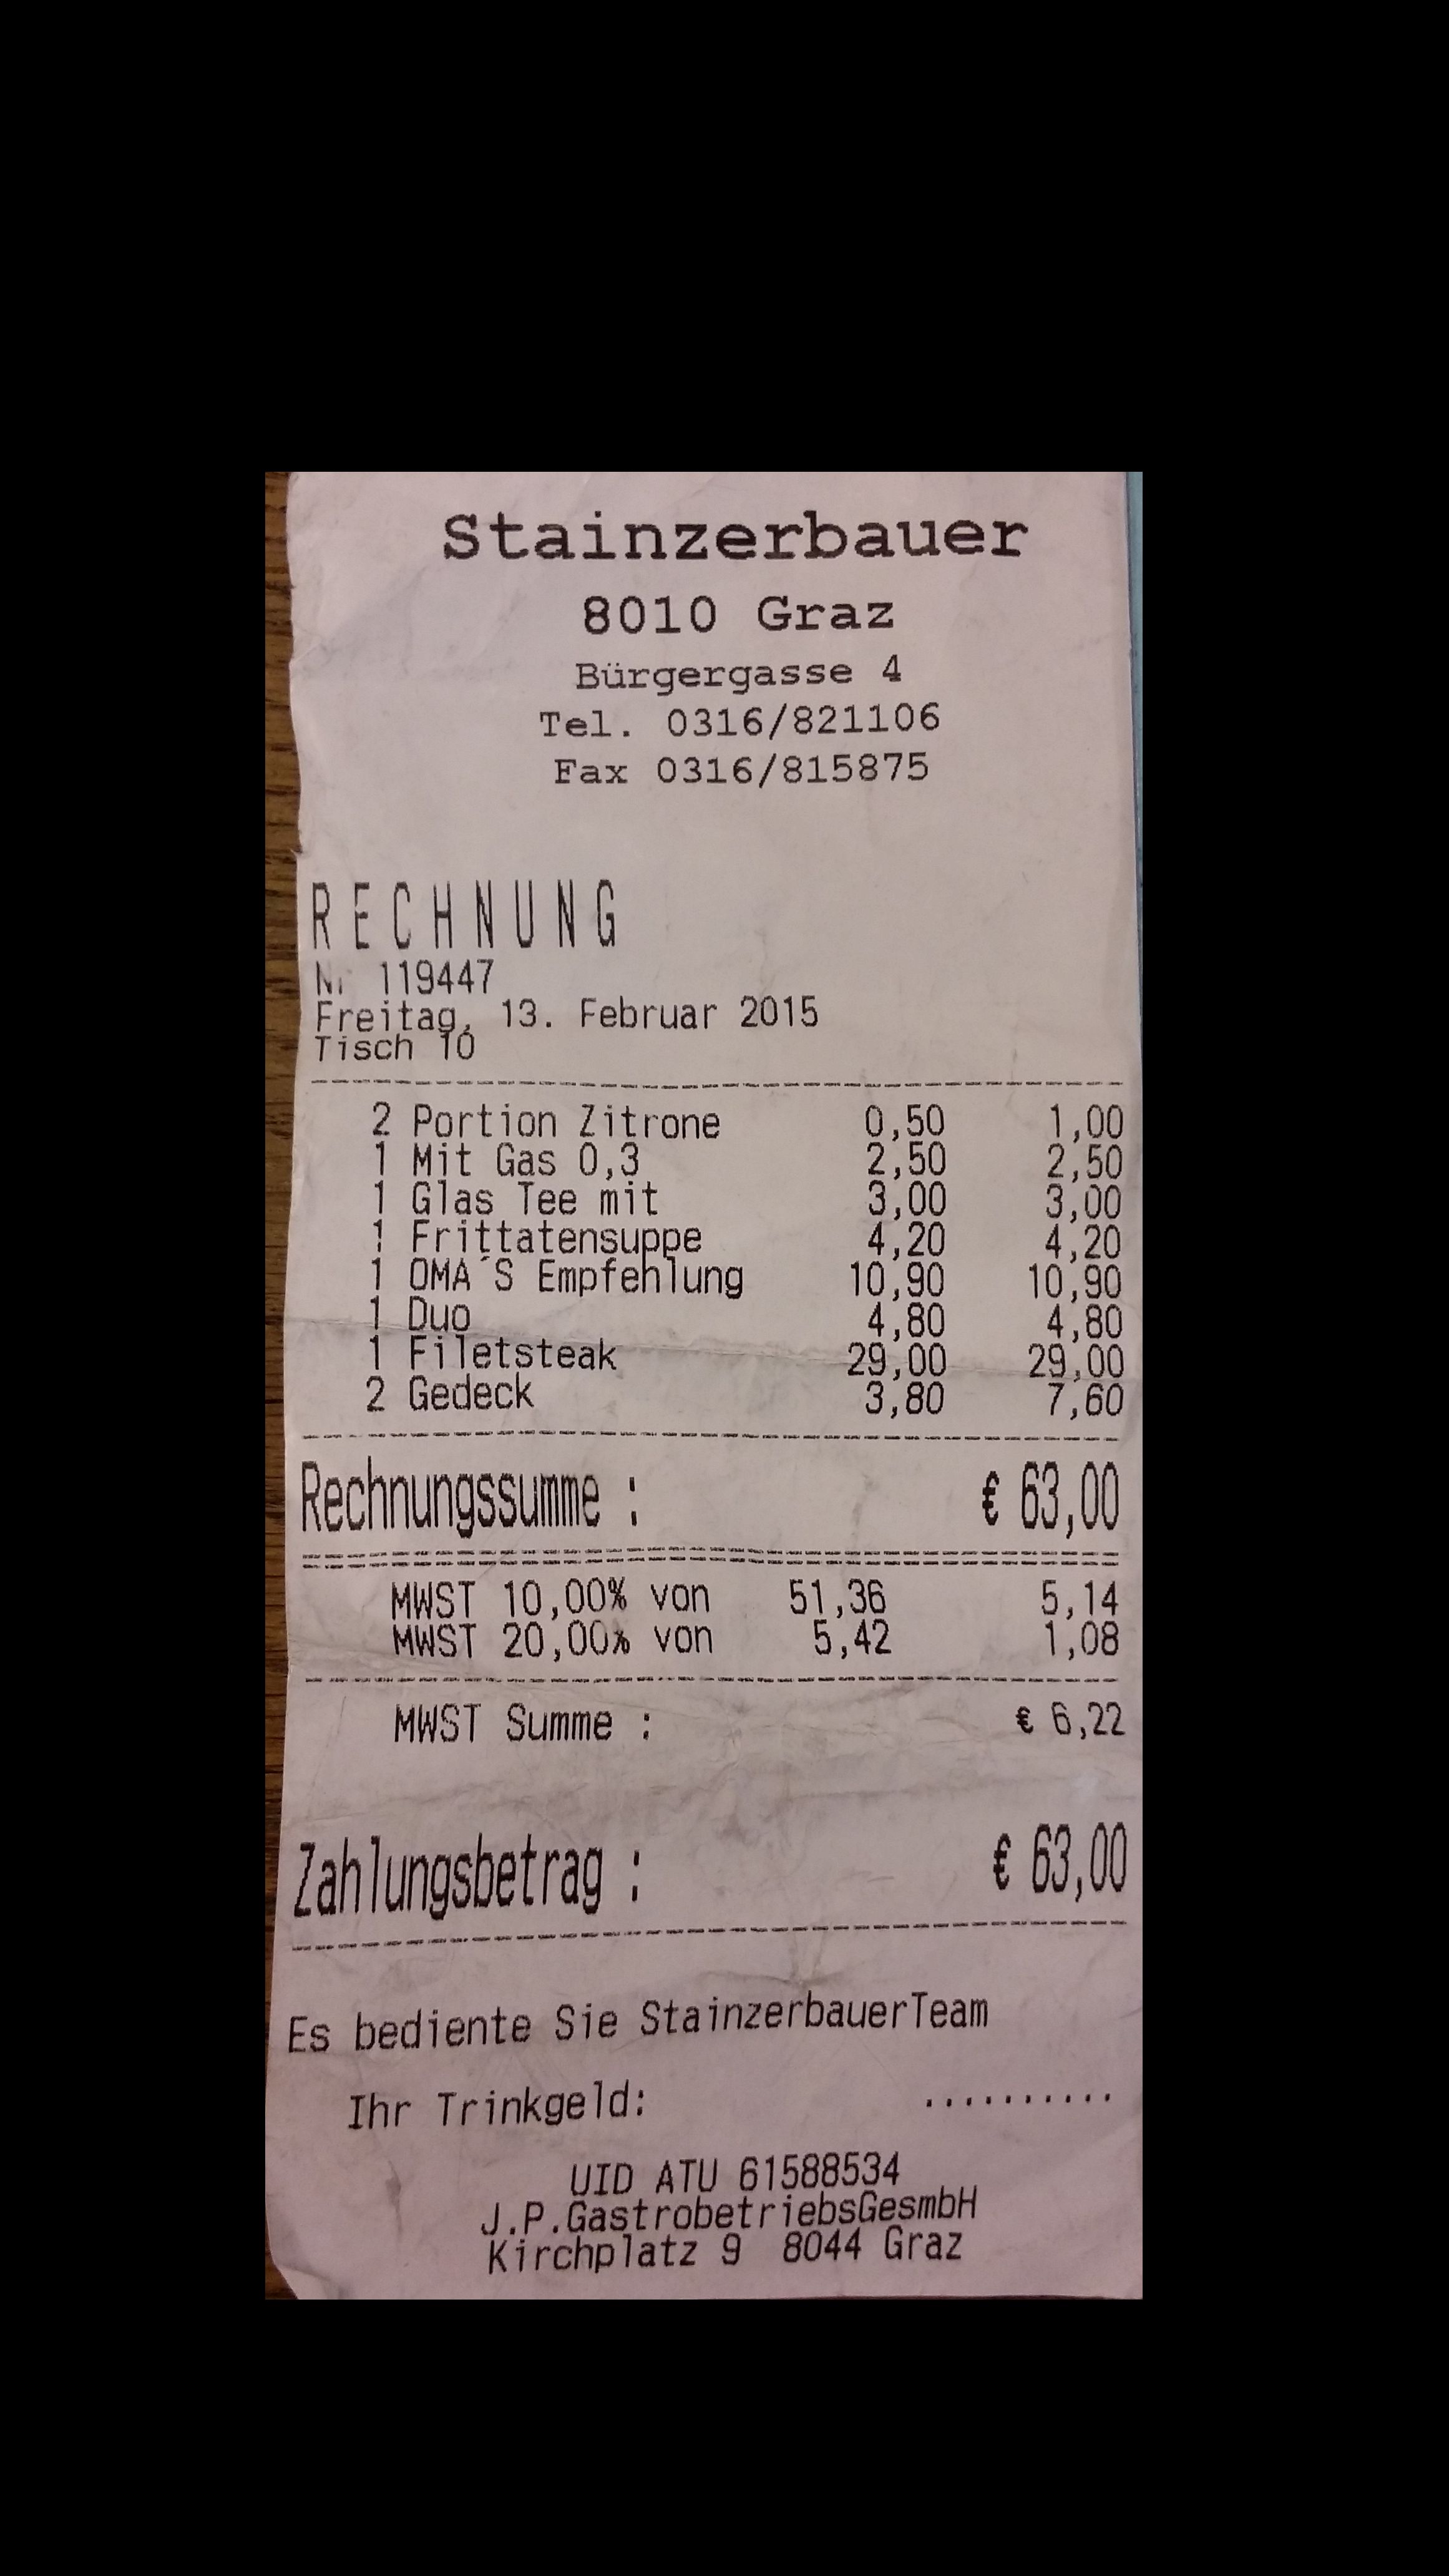 Stainzerbauer
8010 Graz
Bürgergasse 4
Tel. 0316/821106
Fax 0316/815875
RECHNUNG
Nr 119447
Freitag, 13. Februar 2015
Tisch 10
2 Portion Zitrone 0,50 1,00
1 Mit Gas 0,3 2,50 2,50
1 Glas Tee mit 3,00 3,00
1 Frittatensuppe 4,20 4,20
1 OMA´S Empfehlung 10,90 10,90
1 Duo 4,80 4,80
1 Filetsteak 29,00 29,00
2 Gedeck 3,80 7,60
Rechnungssumme : € 63,00
MWST 10,00% von 51,36 5,14
MWST 20,00% von 5,42 1,08
MWST Summe : € 6,22
Zahlungsbetrag : € 63,00
Es bediente Sie StainzerbauerTeam
Ihr Trinkgeld: ..........
UID ATU 61588534
J.P.GastrobetriebsGesmbH
Kirchplatz 9 8044 Graz